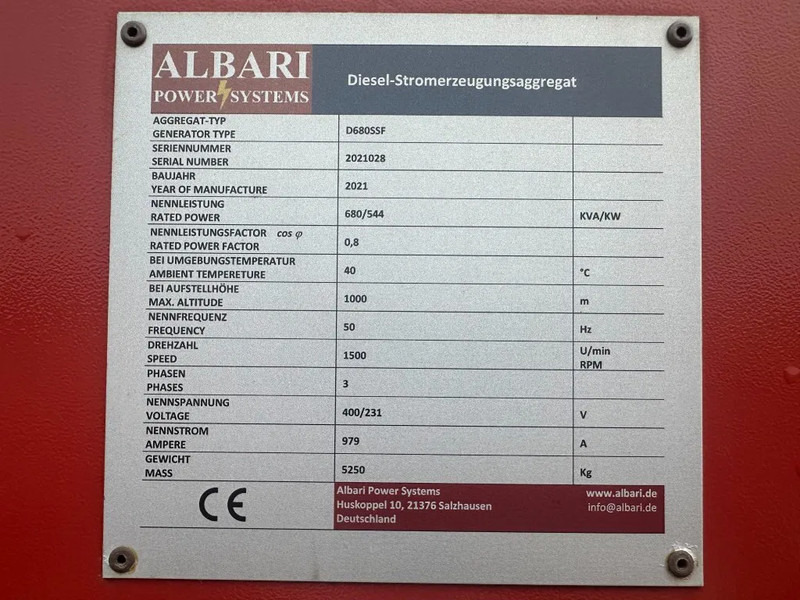 ALBARI
POWER SYSTEMS
Diesel-Stromerzeugungsaggregat
AGGREGAT-TYP
GENERATOR TYPE
D680SSF
SERIENNUMMER
SERIAL NUMBER
2021028
BAUJAHR
YEAR OF MANUFACTURE
2021
NENNLEISTUNG
RATED POWER
680/544
KVA/KW
NENNLEISTUNGSFACTOR cos φ
RATED POWER FACTOR
0,8
BEI UMGEBUNGSTEMPERATUR
AMBIENT TEMPERETURE
40
°C
BEI AUFSTELLHÖHE
MAX. ALTITUDE
1000
m
NENNFREQUENZ
FREQUENCY
50
Hz
DREHZAHL
SPEED
1500
U/min
RPM
PHASEN
PHASES
3
NENNSPANNUNG
VOLTAGE
400/231
V
NENNSTROM
AMPERE
979
A
GEWICHT
MASS
5250
Kg
CE
Albari Power Systems
Huskoppel 10, 21376 Salzhausen
Deutschland
www.albari.de
info@albari.de